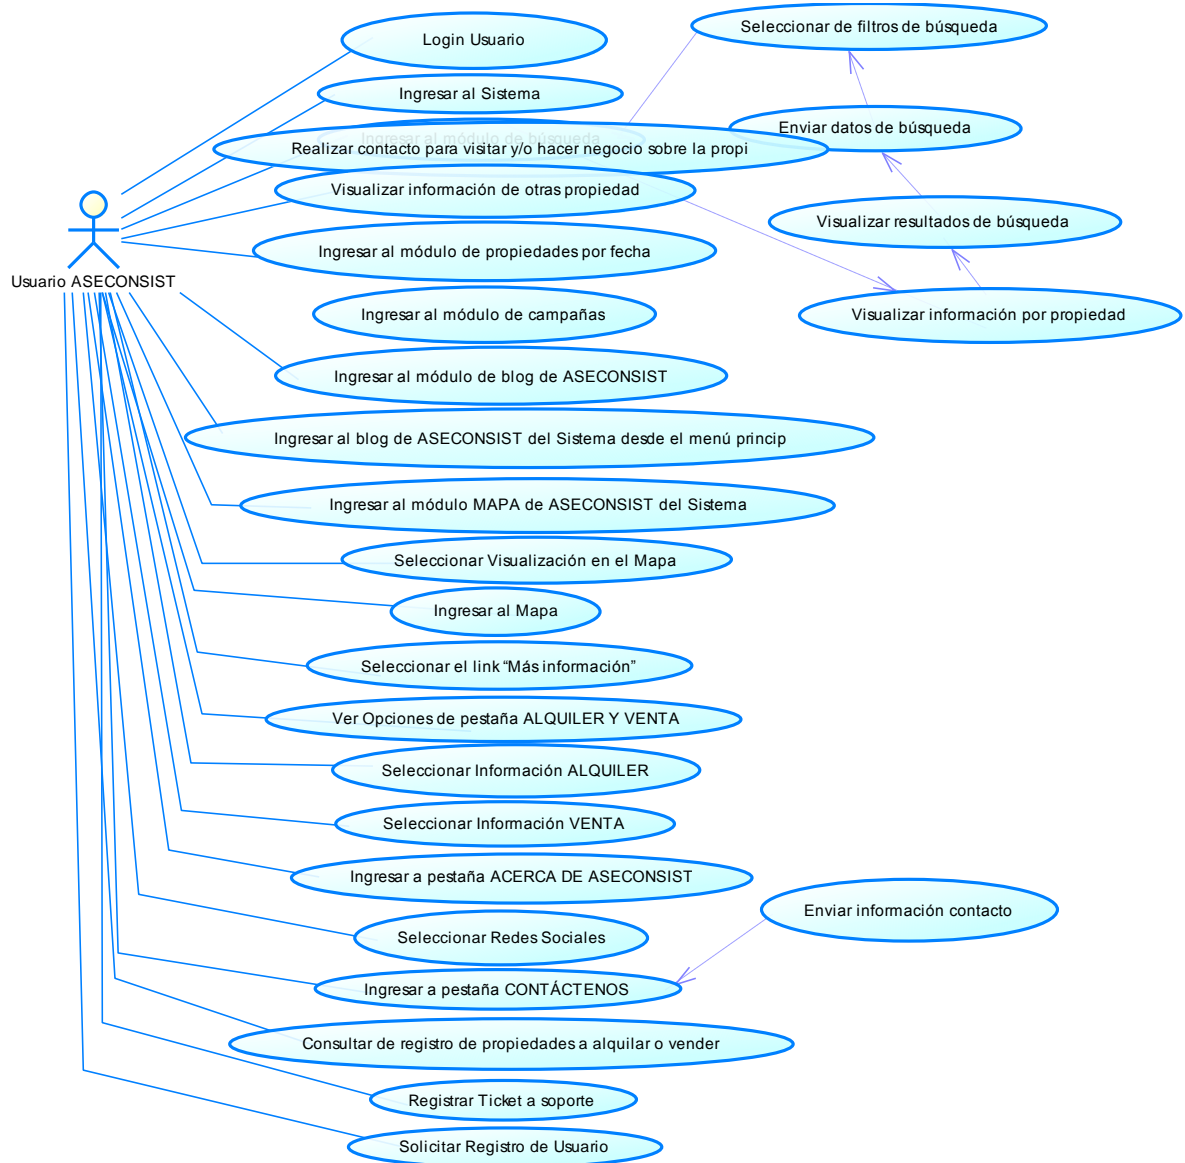 Login Usuario
Seleccionar de filtros de búsqueda
Ingresar al Sistema
Enviar datos de búsqueda
Ingresar al módulo de búsqueda
Realizar contacto para visitar y/o hacer negocio sobre la propi
Visualizar información de otras propiedad
Visualizar resultados de búsqueda
Ingresar al módulo de propiedades por fecha
Usuario ASECONSIST
Ingresar al módulo de campañas
Visualizar información por propiedad
Ingresar al módulo de blog de ASECONSIST
Ingresar al blog de ASECONSIST del Sistema desde el menú princip
Ingresar al módulo MAPA de ASECONSIST del Sistema
Seleccionar Visualización en el Mapa
Ingresar al Mapa
Seleccionar el link “Más información”
Ver Opciones de pestaña ALQUILER Y VENTA
Seleccionar Información ALQUILER
Seleccionar Información VENTA
Ingresar a pestaña ACERCA DE ASECONSIST
Enviar información contacto
Seleccionar Redes Sociales
Ingresar a pestaña CONTÁCTENOS
Consultar de registro de propiedades a alquilar o vender
Registrar Ticket a soporte
Solicitar Registro de Usuario